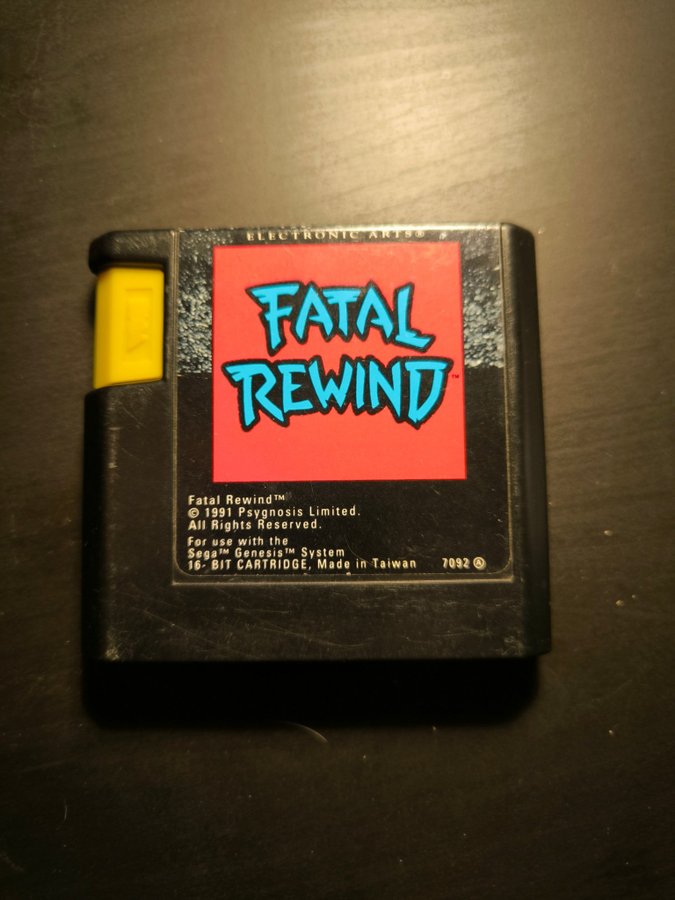 ELECTRONIC ARTS®
FATAL
REWIND™
Fatal Rewind™
© 1991 Psygnosis Limited.
All Rights Reserved.
For use with the
Sega™ Genesis™ System
16- BIT CARTRIDGE, Made in Taiwan 7092 Ⓐ